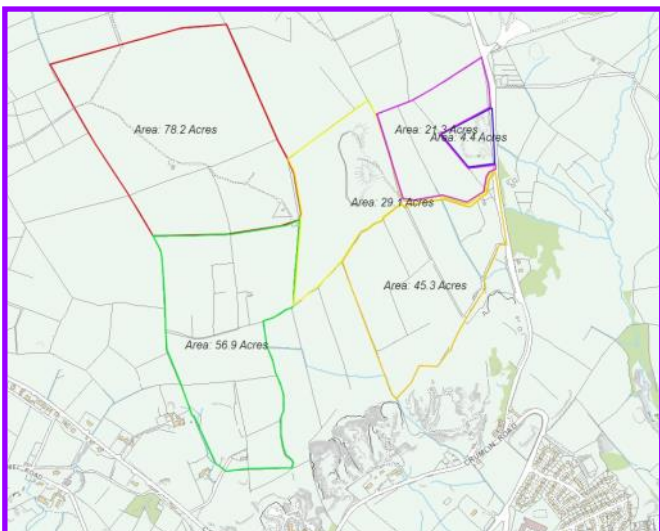 Area: 78.2 Acres
Area: 21.3 Acres
Area: 4.4 Acres
Area: 29.1 Acres
Area: 45.3 Acres
Area: 56.9 Acres
CRUMLIN ROAD
ROAD